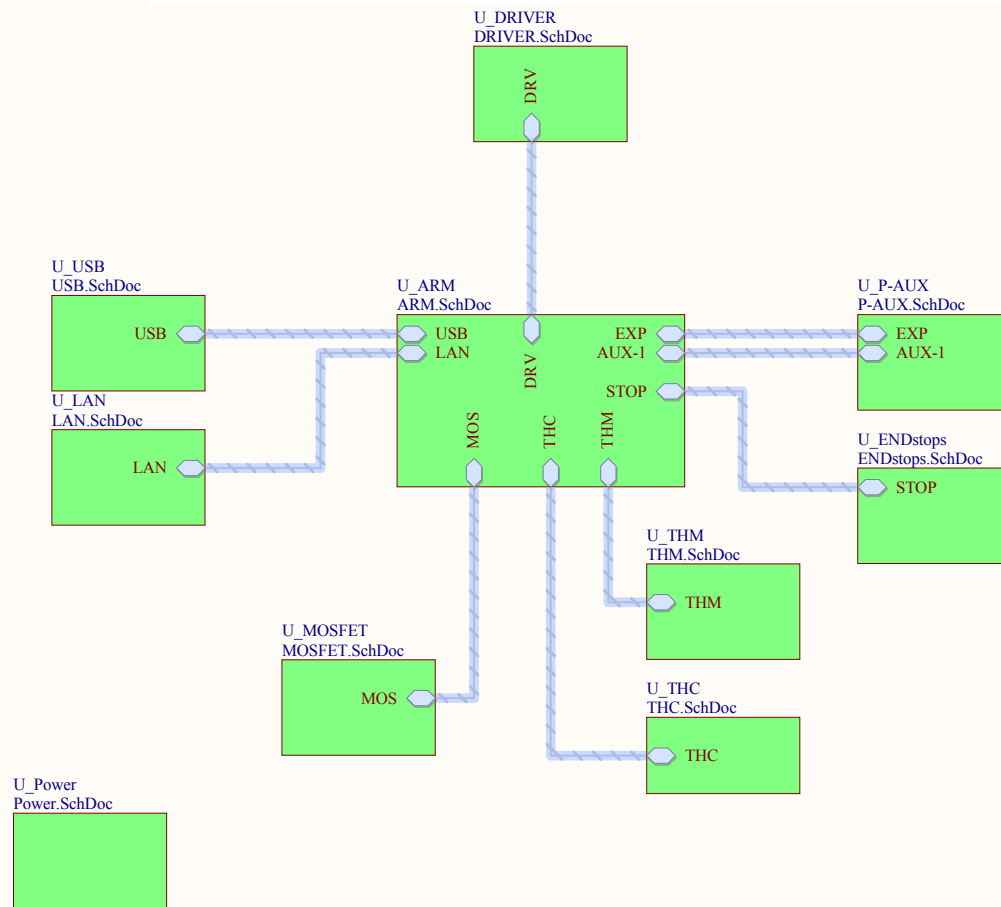 U_DRIVER
DRIVER.SchDoc
DRV
U_USB
USB.SchDoc
USB
U_ARM
ARM.SchDoc
USB
LAN
DRV
EXP
AUX-1
STOP
MOS
THC
THM
U_P-AUX
P-AUX.SchDoc
EXP
AUX-1
U_LAN
LAN.SchDoc
LAN
U_ENDstops
ENDstops.SchDoc
STOP
U_THM
THM.SchDoc
THM
U_MOSFET
MOSFET.SchDoc
MOS
U_THC
THC.SchDoc
THC
U_Power
Power.SchDoc